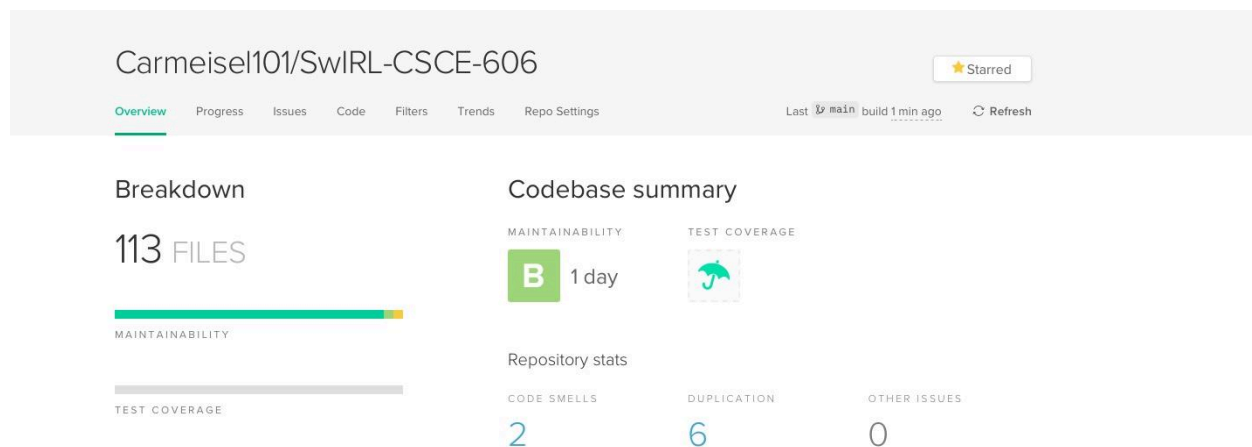 Carmeisel101/SwIRL-CSCE-606
Starred
Overview Progress Issues Code Filters Trends Repo Settings
Last main build 1 min ago Refresh
Breakdown
113 FILES
MAINTAINABILITY
TEST COVERAGE
Codebase summary
MAINTAINABILITY TEST COVERAGE
B 1 day
Repository stats
CODE SMELLS DUPLICATION OTHER ISSUES
2 6 0